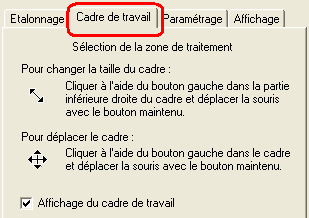 Etalonnage Cadre de travail Paramétrage Affichage
Sélection de la zone de traitement
Pour changer la taille du cadre :
Cliquer à l'aide du bouton gauche dans la partie
inférieure droite du cadre et déplacer la souris
avec le bouton maintenu.
Pour déplacer le cadre :
Cliquer à l'aide du bouton gauche dans le cadre
et déplacer la souris avec le bouton maintenu.
Affichage du cadre de travail